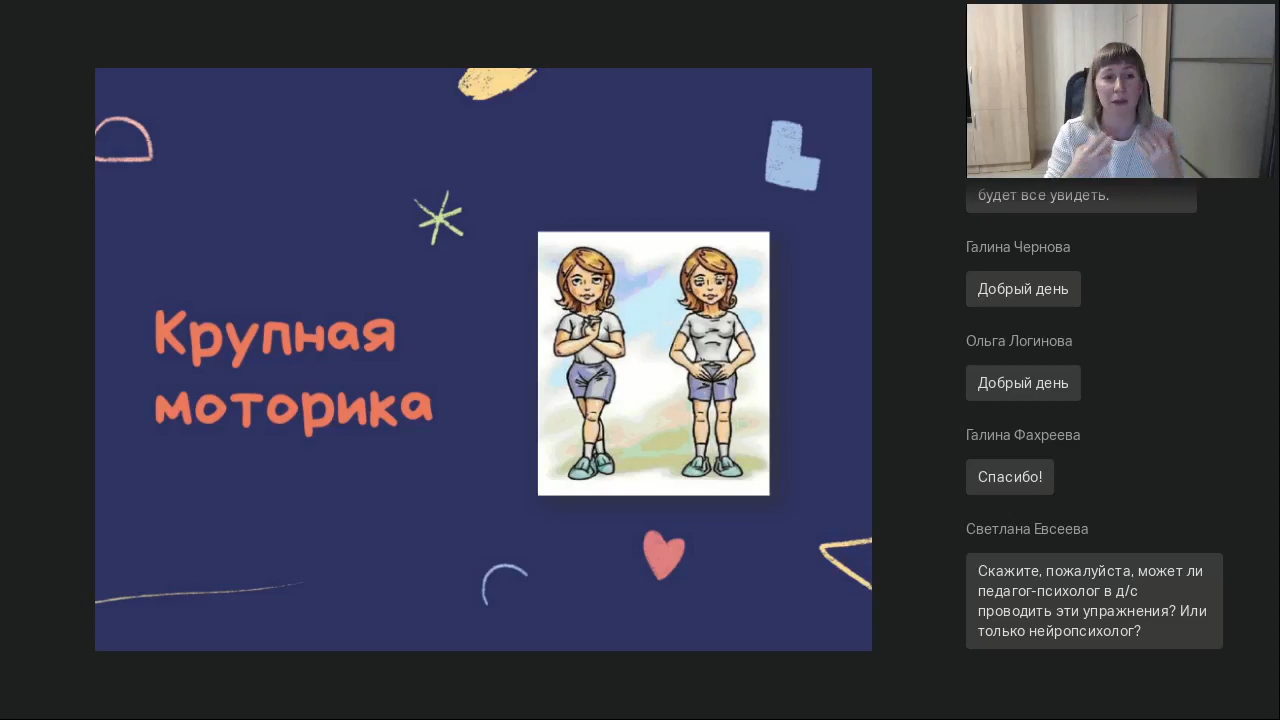 Крупная
моторика
будет все увидеть.
Галина Чернова
Добрый день
Ольга Логинова
Добрый день
Галина Фахреева
Спасибо!
Светлана Евсеева
Скажите, пожалуйста, может ли
педагог-психолог в д/с
проводить эти упражнения? Или
только нейропсихолог?